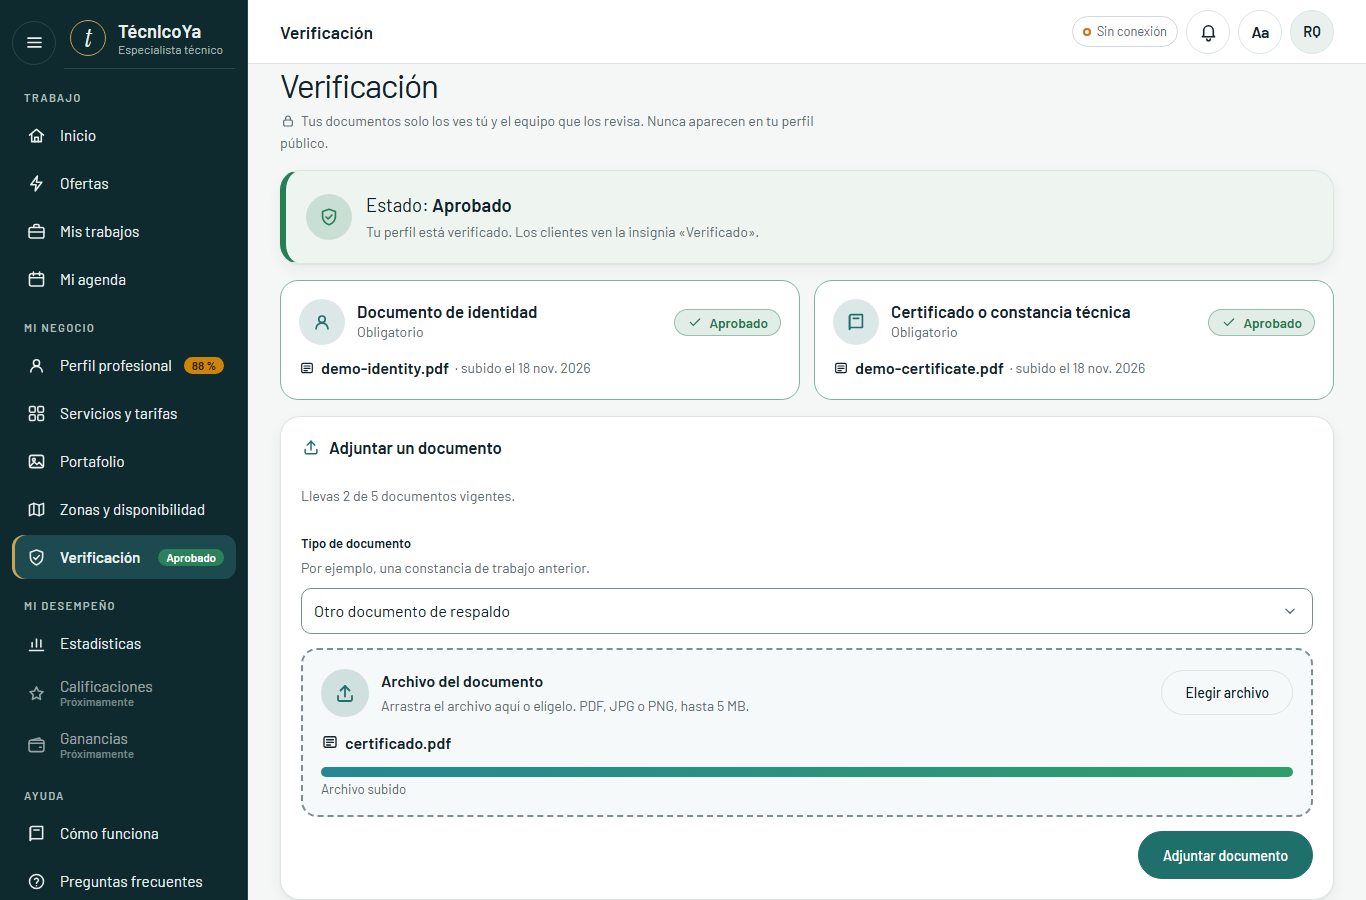 t
TécnicoYa
Especialista técnico
TRABAJO
Inicio
Ofertas
Mis trabajos
Mi agenda
MI NEGOCIO
Perfil profesional 88 %
Servicios y tarifas
Portafolio
Zonas y disponibilidad
Verificación Aprobado
MI DESEMPEÑO
Estadísticas
Calificaciones
Próximamente
Ganancias
Próximamente
AYUDA
Cómo funciona
Preguntas frecuentes
Verificación
Sin conexión
Aa
RQ
Verificación
Tus documentos solo los ves tú y el equipo que los revisa. Nunca aparecen en tu perfil
público.
Estado: Aprobado
Tu perfil está verificado. Los clientes ven la insignia «Verificado».
Documento de identidad
Obligatorio
Aprobado
demo-identity.pdf · subido el 18 nov. 2026
Certificado o constancia técnica
Obligatorio
Aprobado
demo-certificate.pdf · subido el 18 nov. 2026
Adjuntar un documento
Llevas 2 de 5 documentos vigentes.
Tipo de documento
Por ejemplo, una constancia de trabajo anterior.
Otro documento de respaldo
Archivo del documento
Arrastra el archivo aquí o elígelo. PDF, JPG o PNG, hasta 5 MB.
Elegir archivo
certificado.pdf
Archivo subido
Adjuntar documento